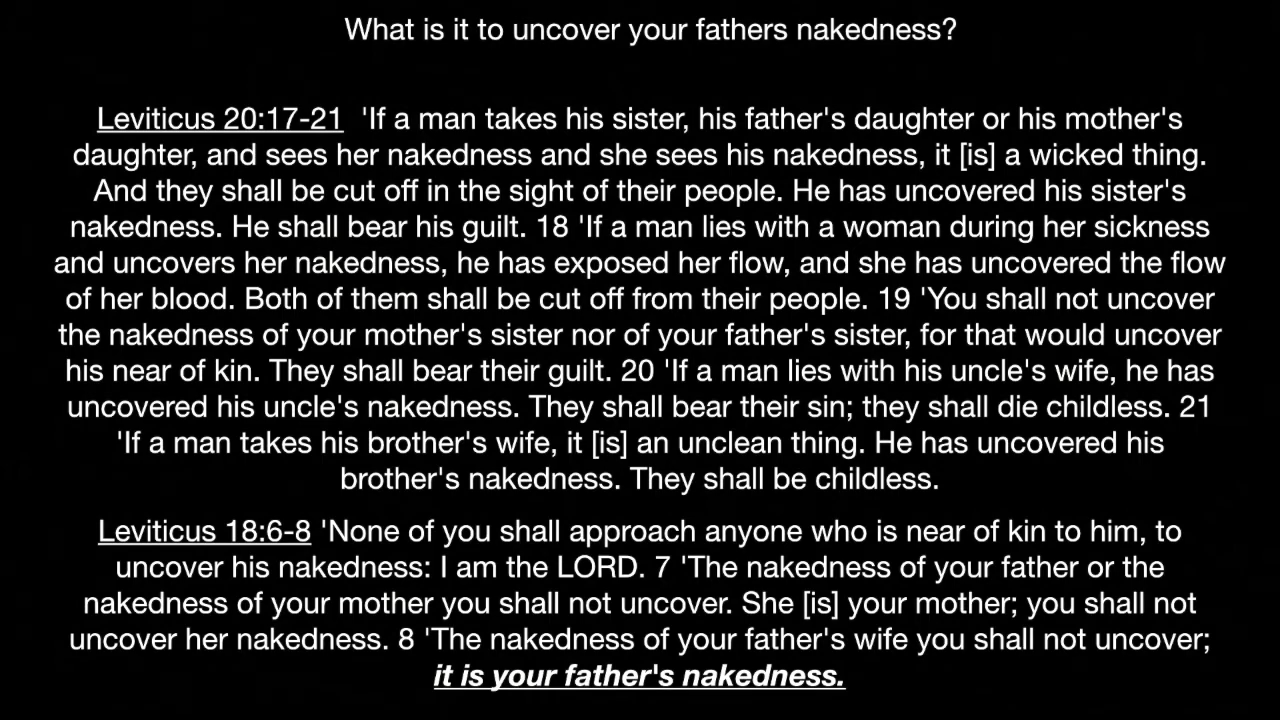 What is it to uncover your fathers nakedness?
Leviticus 20:17-21 'If a man takes his sister, his father's daughter or his mother's
daughter, and sees her nakedness and she sees his nakedness, it [is] a wicked thing.
And they shall be cut off in the sight of their people. He has uncovered his sister's
nakedness. He shall bear his guilt. 18 'If a man lies with a woman during her sickness
and uncovers her nakedness, he has exposed her flow, and she has uncovered the flow
of her blood. Both of them shall be cut off from their people. 19 'You shall not uncover
the nakedness of your mother's sister nor of your father's sister, for that would uncover
his near of kin. They shall bear their guilt. 20 'If a man lies with his uncle's wife, he has
uncovered his uncle's nakedness. They shall bear their sin; they shall die childless. 21
'If a man takes his brother's wife, it [is] an unclean thing. He has uncovered his
brother's nakedness. They shall be childless.
Leviticus 18:6-8 'None of you shall approach anyone who is near of kin to him, to
uncover his nakedness: I am the LORD. 7 'The nakedness of your father or the
nakedness of your mother you shall not uncover. She [is] your mother; you shall not
uncover her nakedness. 8 'The nakedness of your father's wife you shall not uncover;
it is your father's nakedness.